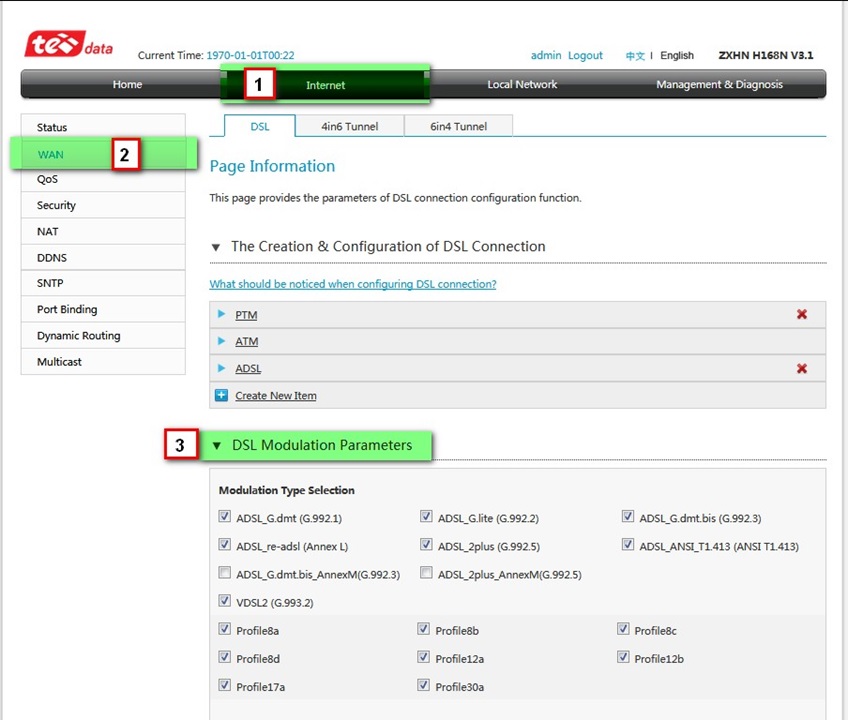 te data
Current Time: 1970-01-01T00:22
admin Logout 中文 | English ZXHN H168N V3.1
Home 1 Internet Local Network Management & Diagnosis
Status
WAN 2
QoS
Security
NAT
DDNS
SNTP
Port Binding
Dynamic Routing
Multicast
DSL 4in6 Tunnel 6in4 Tunnel
Page Information
This page provides the parameters of DSL connection configuration function.
The Creation & Configuration of DSL Connection
What should be noticed when configuring DSL connection?
PTM
ATM
ADSL
Create New Item
3 DSL Modulation Parameters
Modulation Type Selection
ADSL_G.dmt (G.992.1) ADSL_G.lite (G.992.2) ADSL_G.dmt.bis (G.992.3)
ADSL_re-adsl (Annex L) ADSL_2plus (G.992.5) ADSL_ANSI_T1.413 (ANSI T1.413)
ADSL_G.dmt.bis_AnnexM(G.992.3) ADSL_2plus_AnnexM(G.992.5)
VDSL2 (G.993.2)
Profile8a Profile8b Profile8c
Profile8d Profile12a Profile12b
Profile17a Profile30a